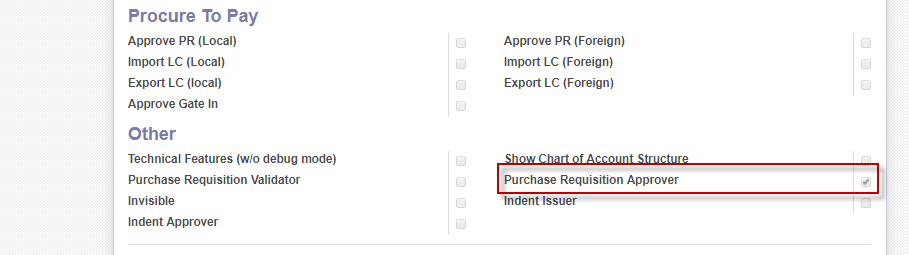 Procure To Pay
Approve PR (Local) Approve PR (Foreign)
Import LC (Local) Import LC (Foreign)
Export LC (local) Export LC (Foreign)
Approve Gate In
Other
Technical Features (w/o debug mode) Show Chart of Account Structure
Purchase Requisition Validator Purchase Requisition Approver
Invisible Indent Issuer
Indent Approver